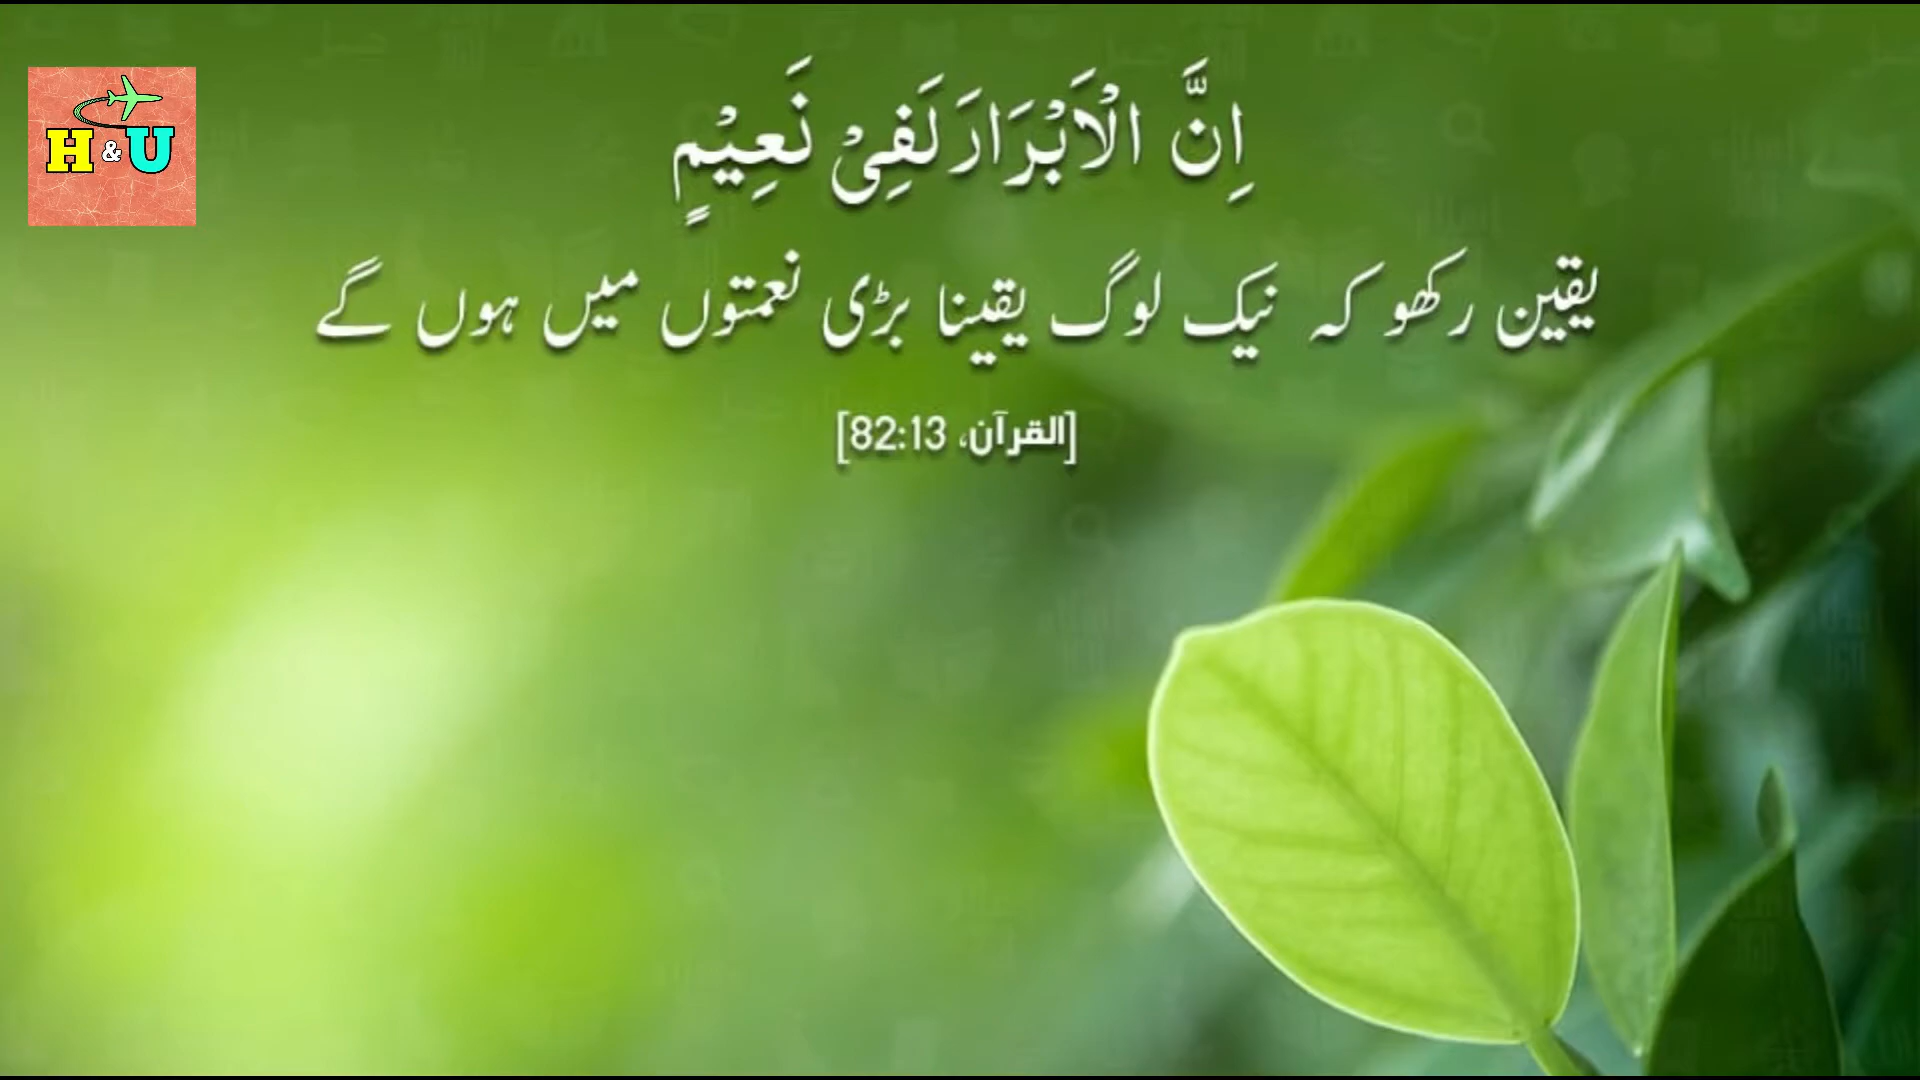 H&U
اِنَّ الْاَبْرَارَ لَفِیْ نَعِیْمٍ
یقین رکھو کہ نیک لوگ یقینا بڑی نعمتوں میں ہوں گے
[القرآن، 82:13]